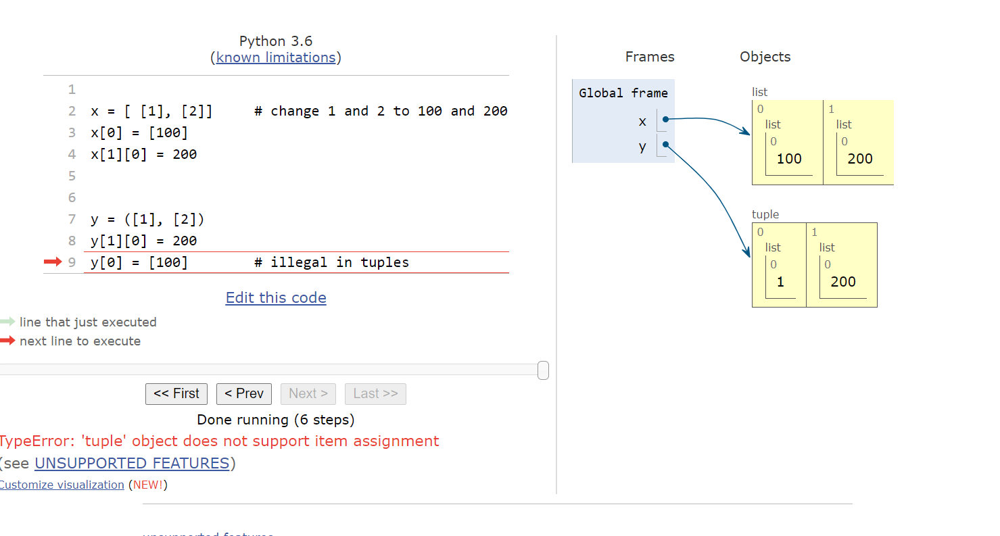 Python 3.6
(known limitations)
1
2 x = [ [1], [2]]     # change 1 and 2 to 100 and 200
3 x[0] = [100]
4 x[1][0] = 200
5
6
7 y = ([1], [2])
8 y[1][0] = 200
9 y[0] = [100]        # illegal in tuples
Edit this code
line that just executed
next line to execute
<< First < Prev Next > Last >>
Done running (6 steps)
TypeError: 'tuple' object does not support item assignment
(see UNSUPPORTED FEATURES)
Customize visualization (NEW!)
Frames Objects
Global frame
x
y
list
0 1
list list
0 0
100 200
tuple
0 1
list list
0 0
1 200
unsupported features